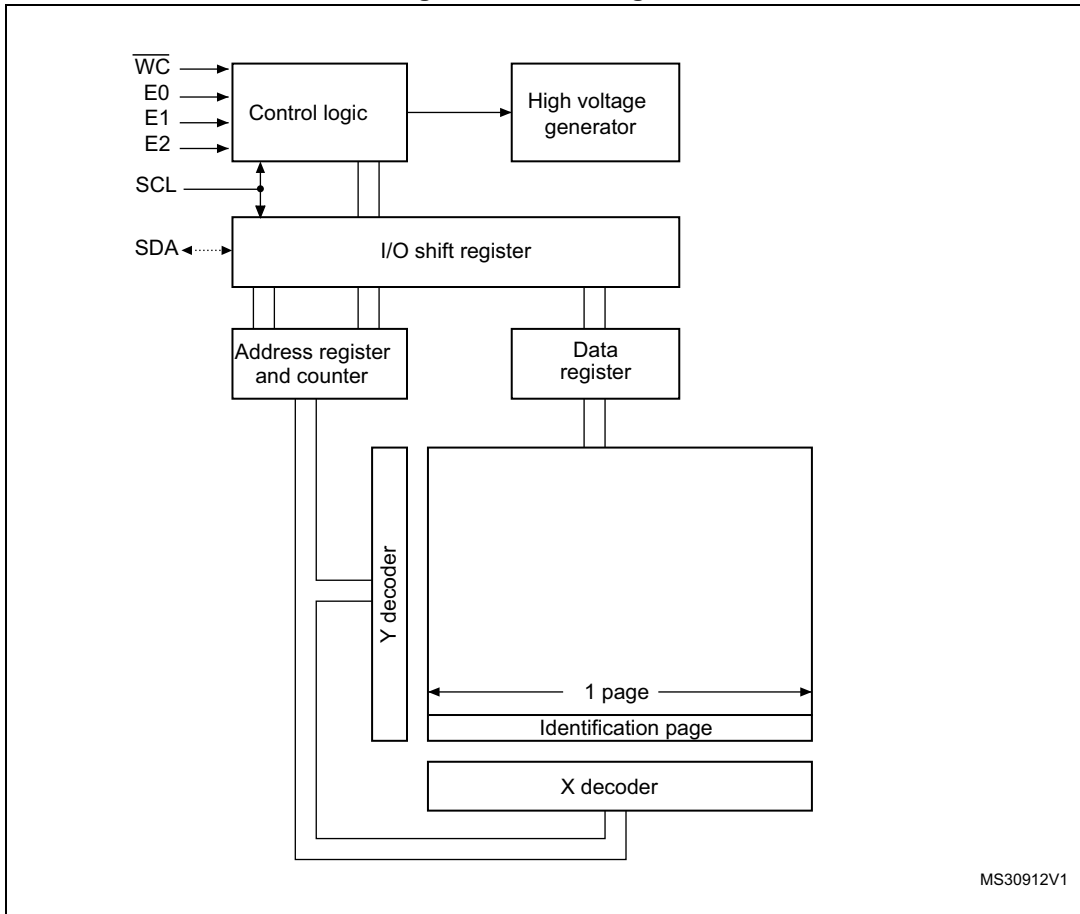 WC
E0
E1
E2
SCL
SDA
Control logic
High voltage
generator
I/O shift register
Address register
and counter
Data
register
Y decoder
1 page
Identification page
X decoder
MS30912V1